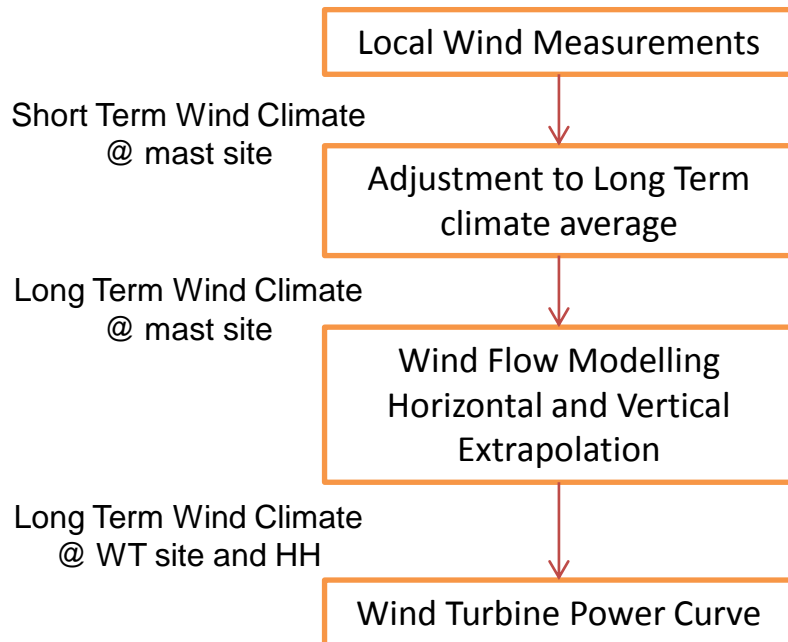 Local Wind Measurements
Short Term Wind Climate
@ mast site
Adjustment to Long Term
climate average
Long Term Wind Climate
@ mast site
Wind Flow Modelling
Horizontal and Vertical
Extrapolation
Long Term Wind Climate
@ WT site and HH
Wind Turbine Power Curve